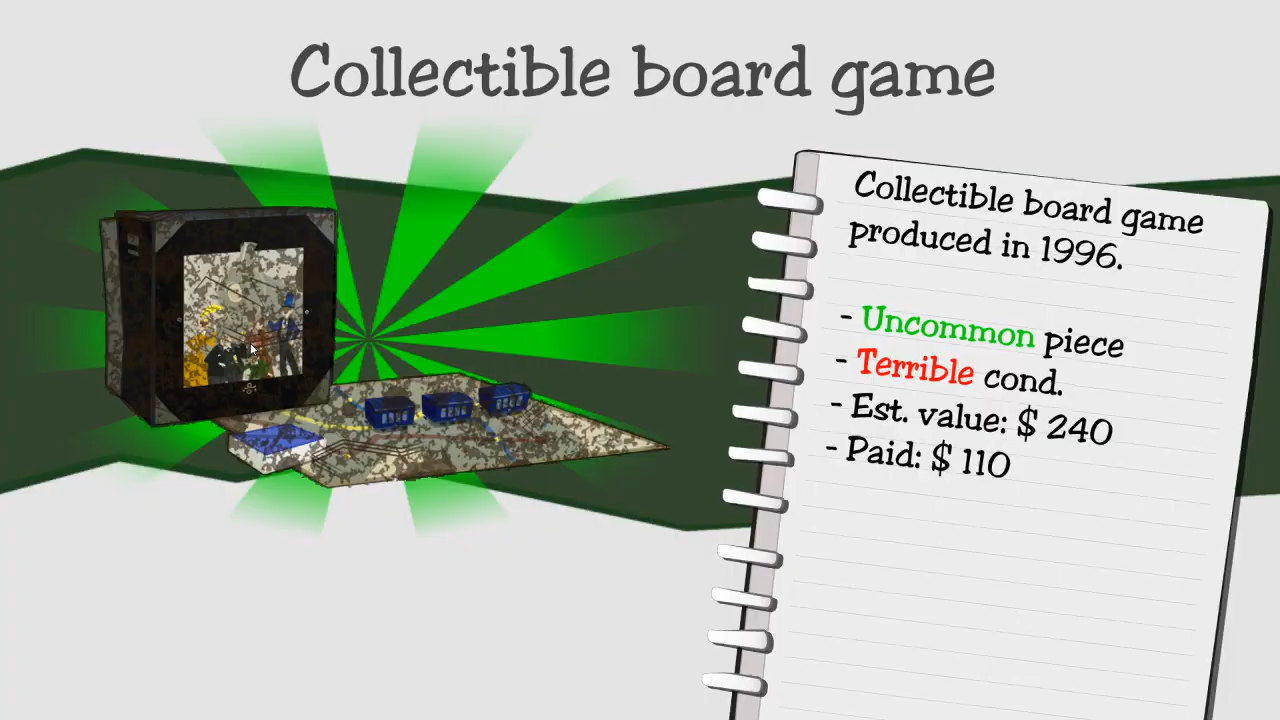 Collectible board game
Collectible board game
produced in 1996.
- Uncommon piece
- Terrible cond.
- Est. value: $ 240
- Paid: $ 110